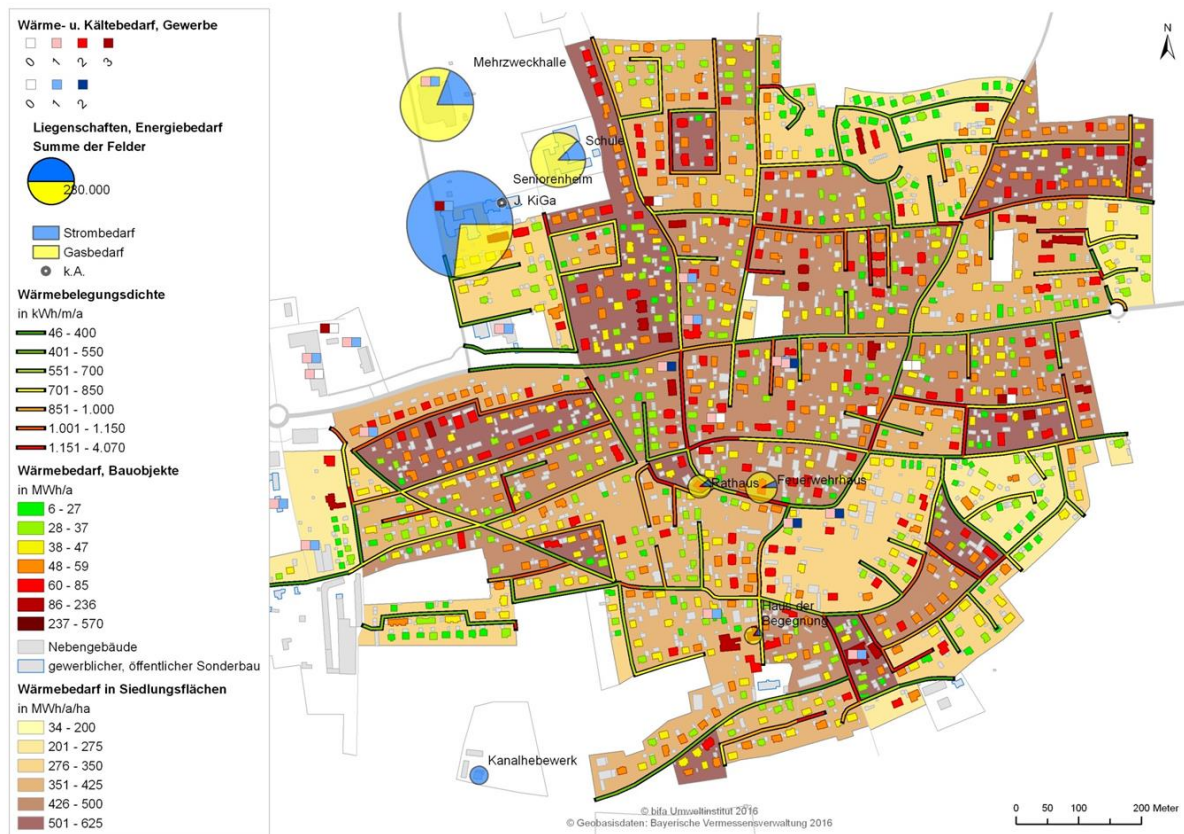 Wärme- u. Kältebedarf, Gewerbe
0 1 2 3
0 1 2
Liegenschaften, Energiebedarf
Summe der Felder
230.000
Strombedarf
Gasbedarf
k.A.
Wärmebelegungsdichte
in kWh/m/a
46 - 400
401 - 550
551 - 700
701 - 850
851 - 1.000
1.001 - 1.150
1.151 - 4.070
Wärmebedarf, Bauobjekte
in MWh/a
6 - 27
28 - 37
38 - 47
48 - 59
60 - 85
86 - 236
237 - 570
Nebengebäude
gewerblicher, öffentlicher Sonderbau
Wärmebedarf in Siedlungsflächen
in MWh/a/ha
34 - 200
201 - 275
276 - 350
351 - 425
426 - 500
501 - 625
N
Mehrzweckhalle
Schule
Seniorenheim
J. KiGa
Rathaus
Feuerwehrhaus
Haus der
Begegnung
Kanalhebewerk
© bifa Umweltinstitut 2016
© Geobasisdaten: Bayerische Vermessensverwaltung 2016
0 50 100 200 Meter